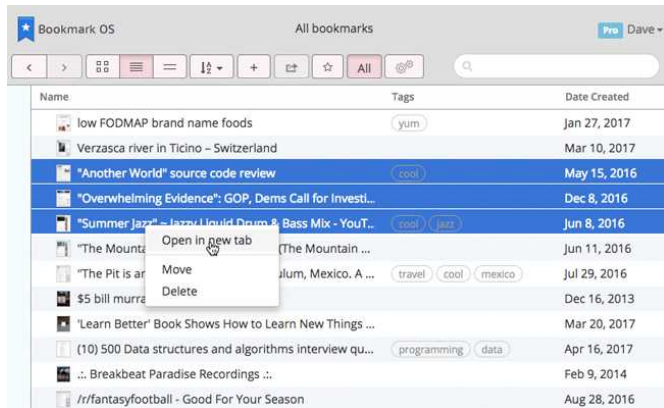 Bookmark OS
All bookmarks
Pro Dave
All
Name Tags Date Created
low FODMAP brand name foods yum Jan 27, 2017
Verzasca river in Ticino – Switzerland Mar 10, 2017
"Another World" source code review cool May 15, 2016
"Overwhelming Evidence": GOP, Dems Call for Investi... Dec 8, 2016
"Summer Jazz" ~ Jazzy Liquid Drum & Bass Mix - YouT.. cool jazz Jun 8, 2016
Open in new tab
Move
Delete
"The Mounta (The Mountain ... Jun 11, 2016
"The Pit is ar ulum, Mexico. A ... travel cool mexico Jul 29, 2016
$5 bill murra Dec 16, 2013
'Learn Better' Book Shows How to Learn New Things ... Mar 20, 2017
(10) 500 Data structures and algorithms interview qu... programming data Apr 16, 2017
.:. Breakbeat Paradise Recordings .:. Feb 9, 2014
/r/fantasyfootball - Good For Your Season Aug 28, 2016